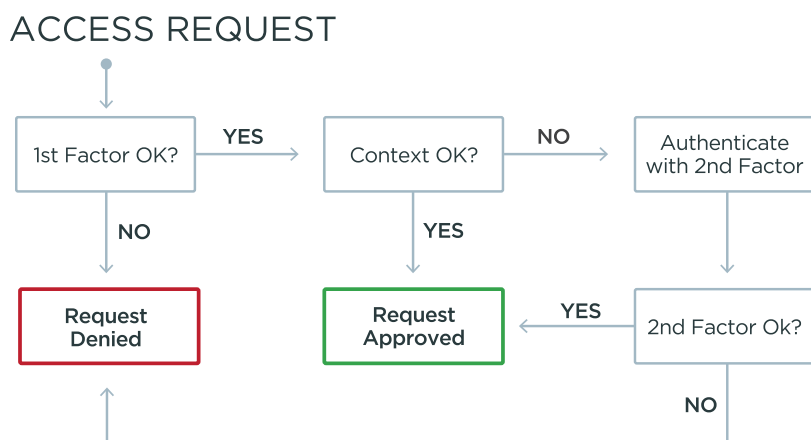 ACCESS REQUEST
1st Factor OK?
YES
Context OK?
NO
Authenticate
with 2nd Factor
NO
YES
Request
Denied
Request
Approved
YES
2nd Factor Ok?
NO